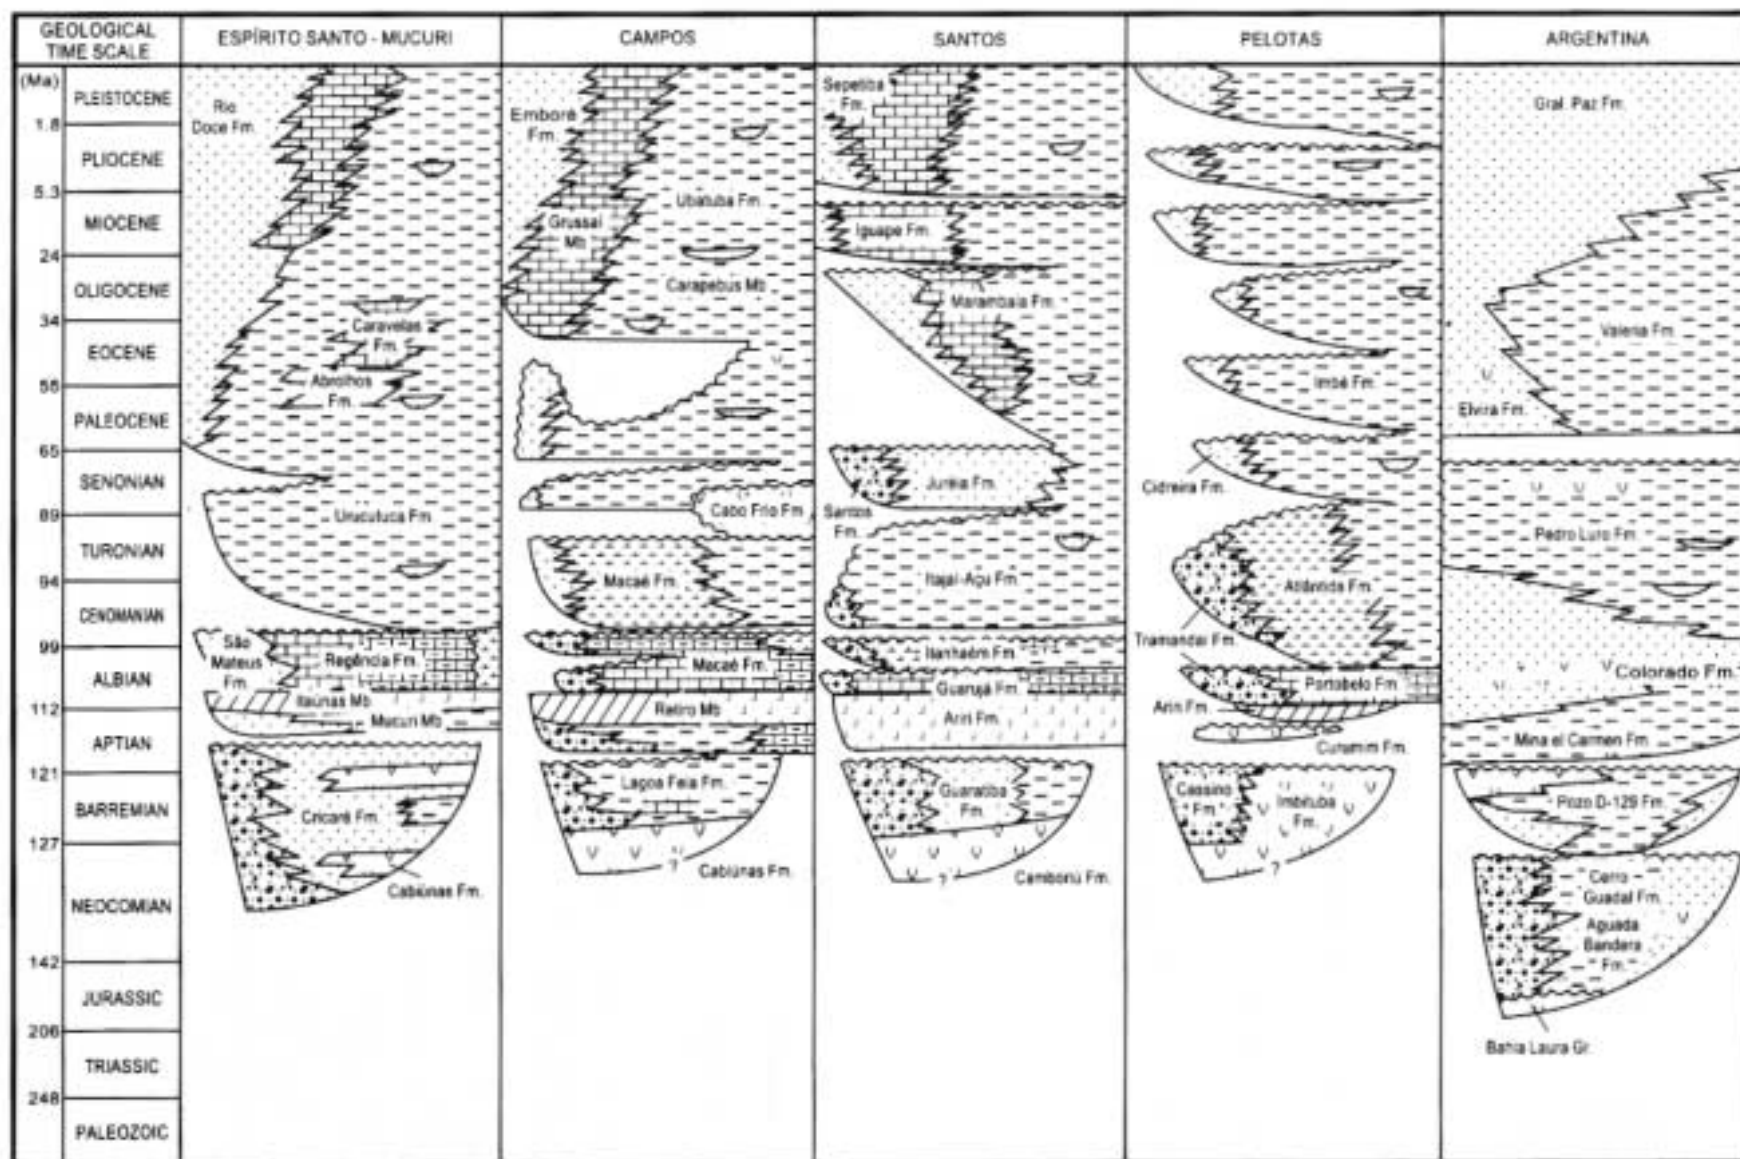 GEOLOGICAL
TIME SCALE
ESPÍRITO SANTO - MUCURI
CAMPOS
SANTOS
PELOTAS
ARGENTINA
(Ma)
PLEISTOCENE
1.8
PLIOCENE
5.3
MIOCENE
24
OLIGOCENE
34
EOCENE
PALEOCENE
65
SENONIAN
89
TURONIAN
94
CENOMANIAN
99
ALBIAN
112
APTIAN
121
BARREMIAN
127
NEOCOMIAN
142
JURASSIC
206
TRIASSIC
248
PALEOZOIC
Rio
Doce Fm.
Caravelas
Fm.
Abrolhos
Fm.
Urucutuca Fm.
São
Mateus
Fm.
Regência Fm.
Itaúnas Mb.
Mucuri Mb.
Cricaré Fm.
Cabiúnas Fm.
Emboré
Fm.
Grussaí
Mb
Ubatuba Fm.
Carapebus Mb
Cabo Frio Fm
Macaé Fm.
Macaé Fm.
Retiro Mb
Lagoa Feia Fm.
?
Cabiúnas Fm.
Sepetiba
Fm.
Iguape Fm.
Marambaia Fm.
Juréia Fm.
Santos
Fm.
Itajaí-Açu Fm.
Itanhaém Fm.
Guarujá Fm.
Ariri Fm.
Guaratiba
Fm.
?
Camboriú Fm.
Imbé Fm.
Cidreira Fm.
Atlântida Fm.
Tramandaí Fm.
Portobelo Fm
Ariri Fm.
Curumim Fm.
Cassino
Fm.
Imbituba
Fm.
?
Gral. Paz Fm.
Valeria Fm.
Elvira Fm.
Pedro Luro Fm.
Colorado Fm.
Mina el Carmen Fm.
Pozo D-129 Fm.
Cerro
Guadal Fm.
Aguada
Bandera
Fm.
Bahia Laura Gr.